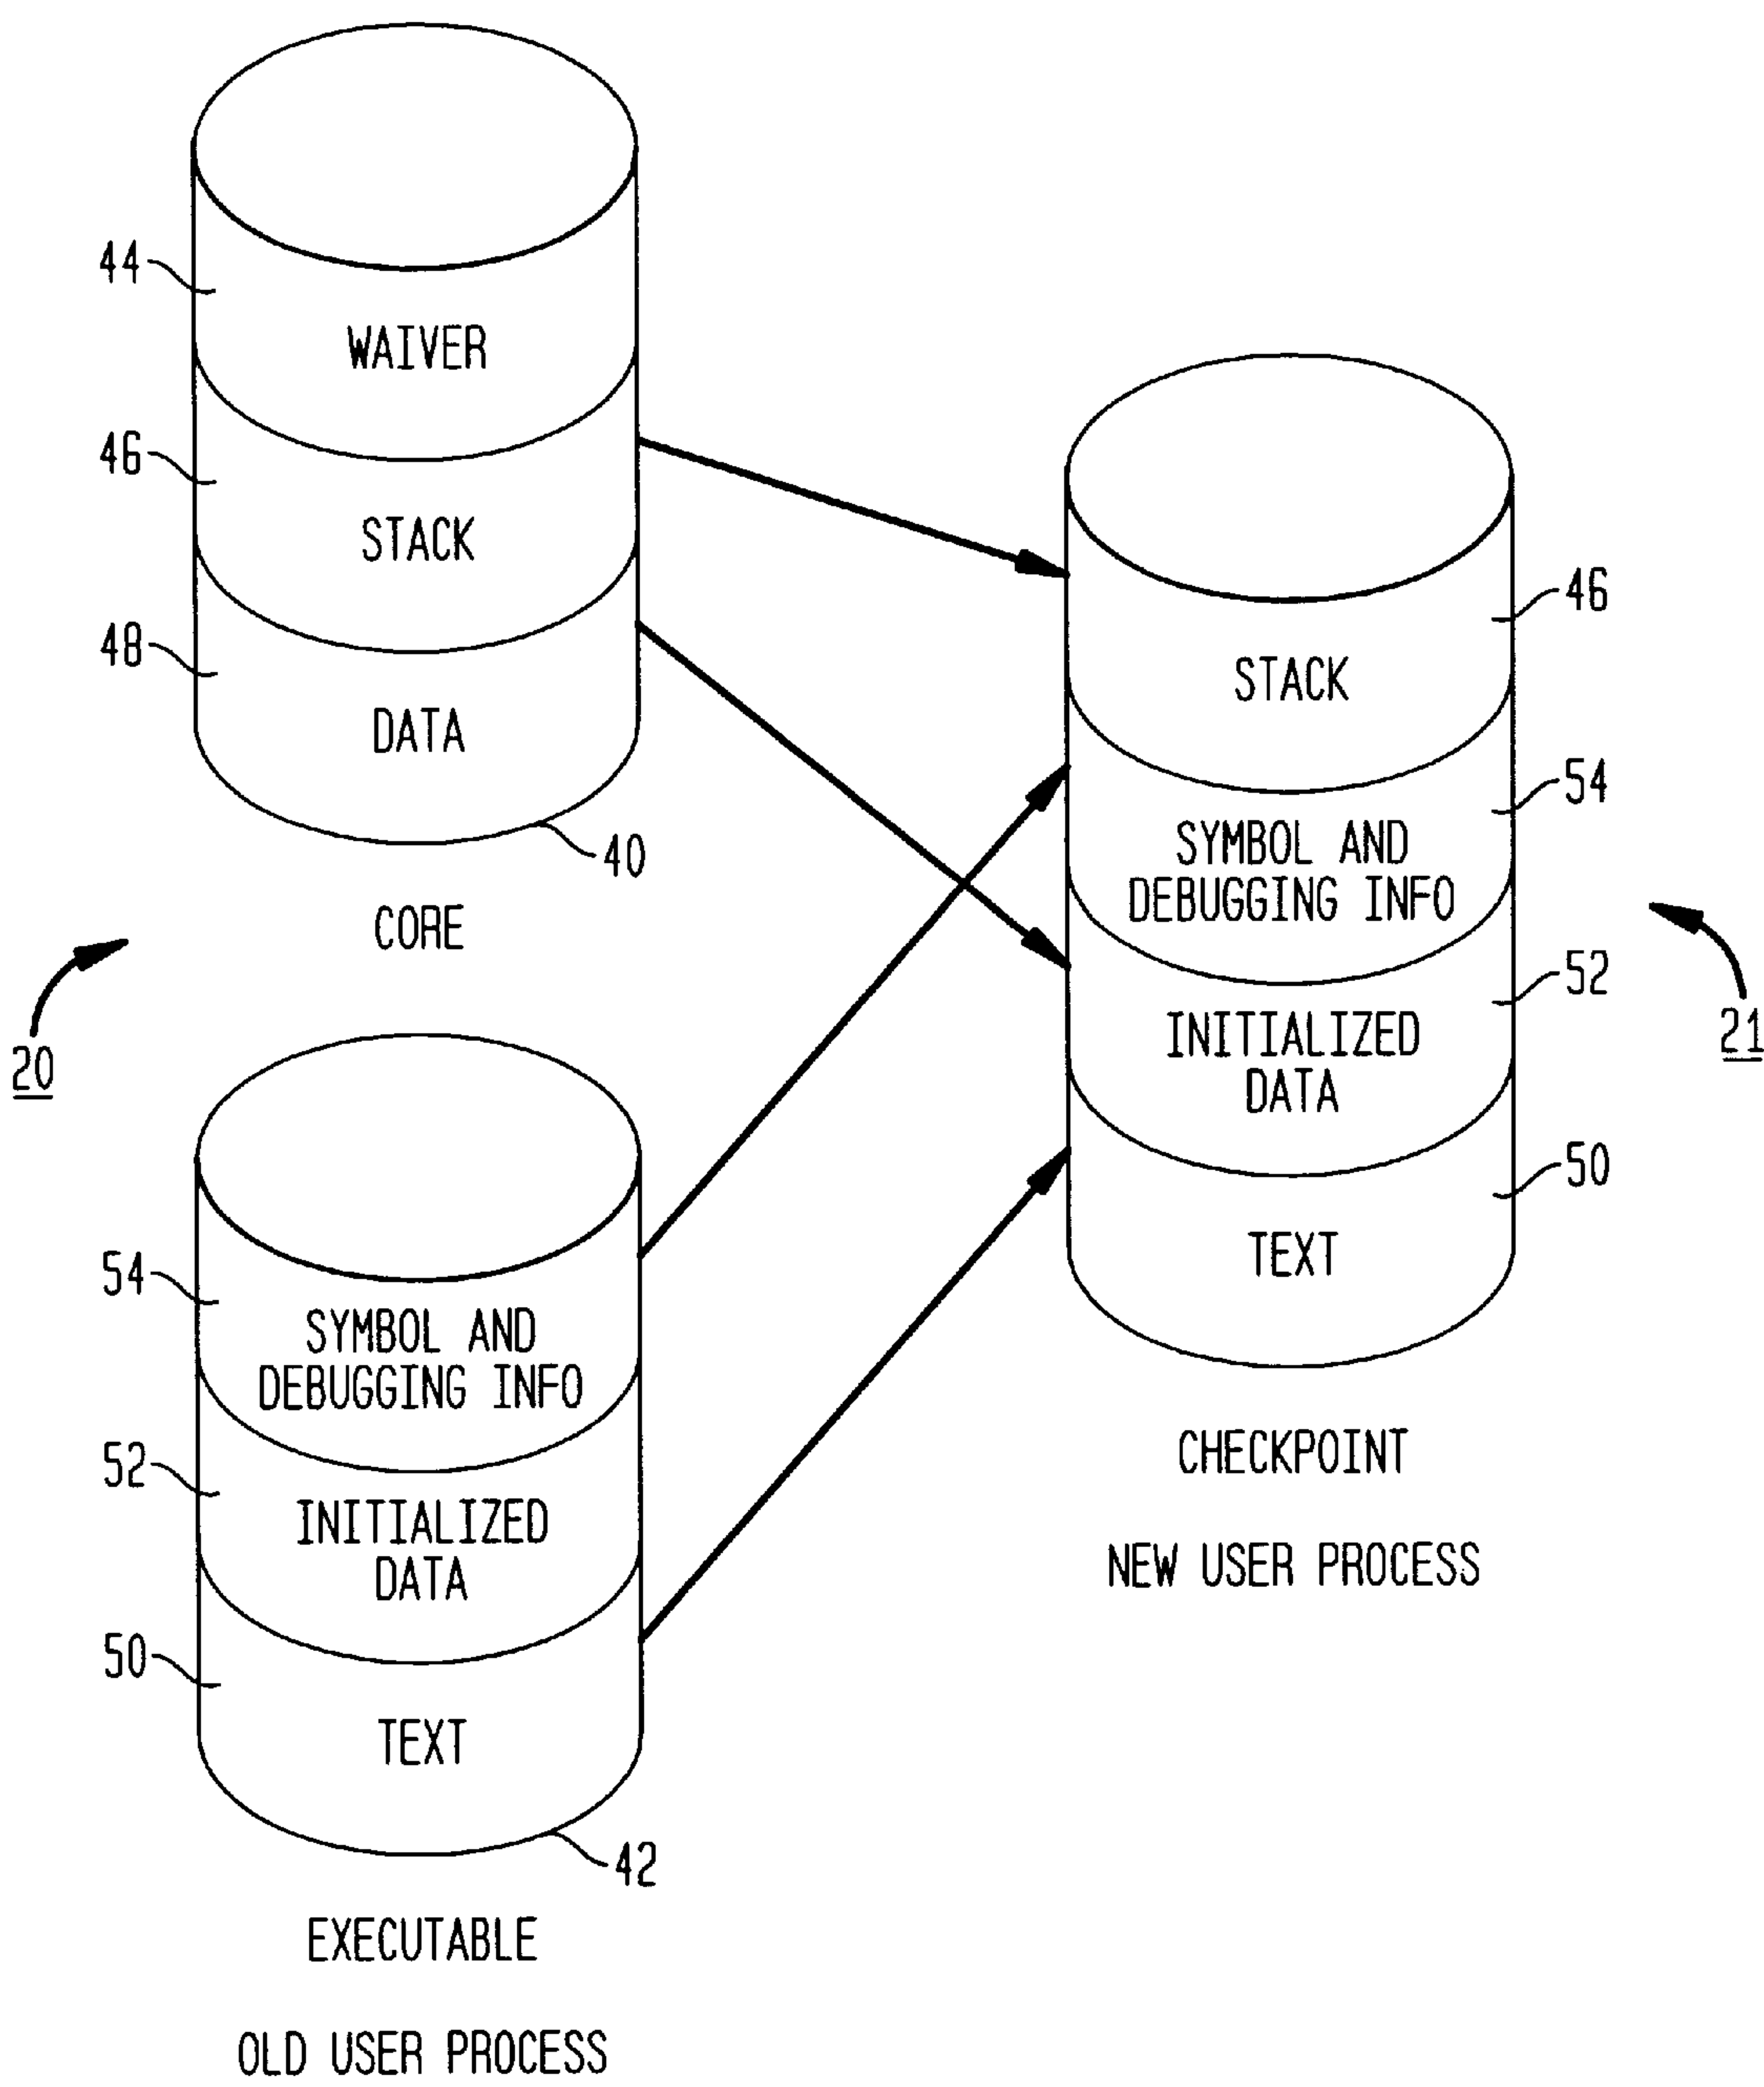 44
WAIVER
46
STACK
48
DATA
40
CORE
20
54
SYMBOL AND
DEBUGGING INFO
52
INITIALIZED
DATA
50
TEXT
42
EXECUTABLE
OLD USER PROCESS
46
STACK
54
SYMBOL AND
DEBUGGING INFO
52
INITIALIZED
DATA
21
50
TEXT
CHECKPOINT
NEW USER PROCESS